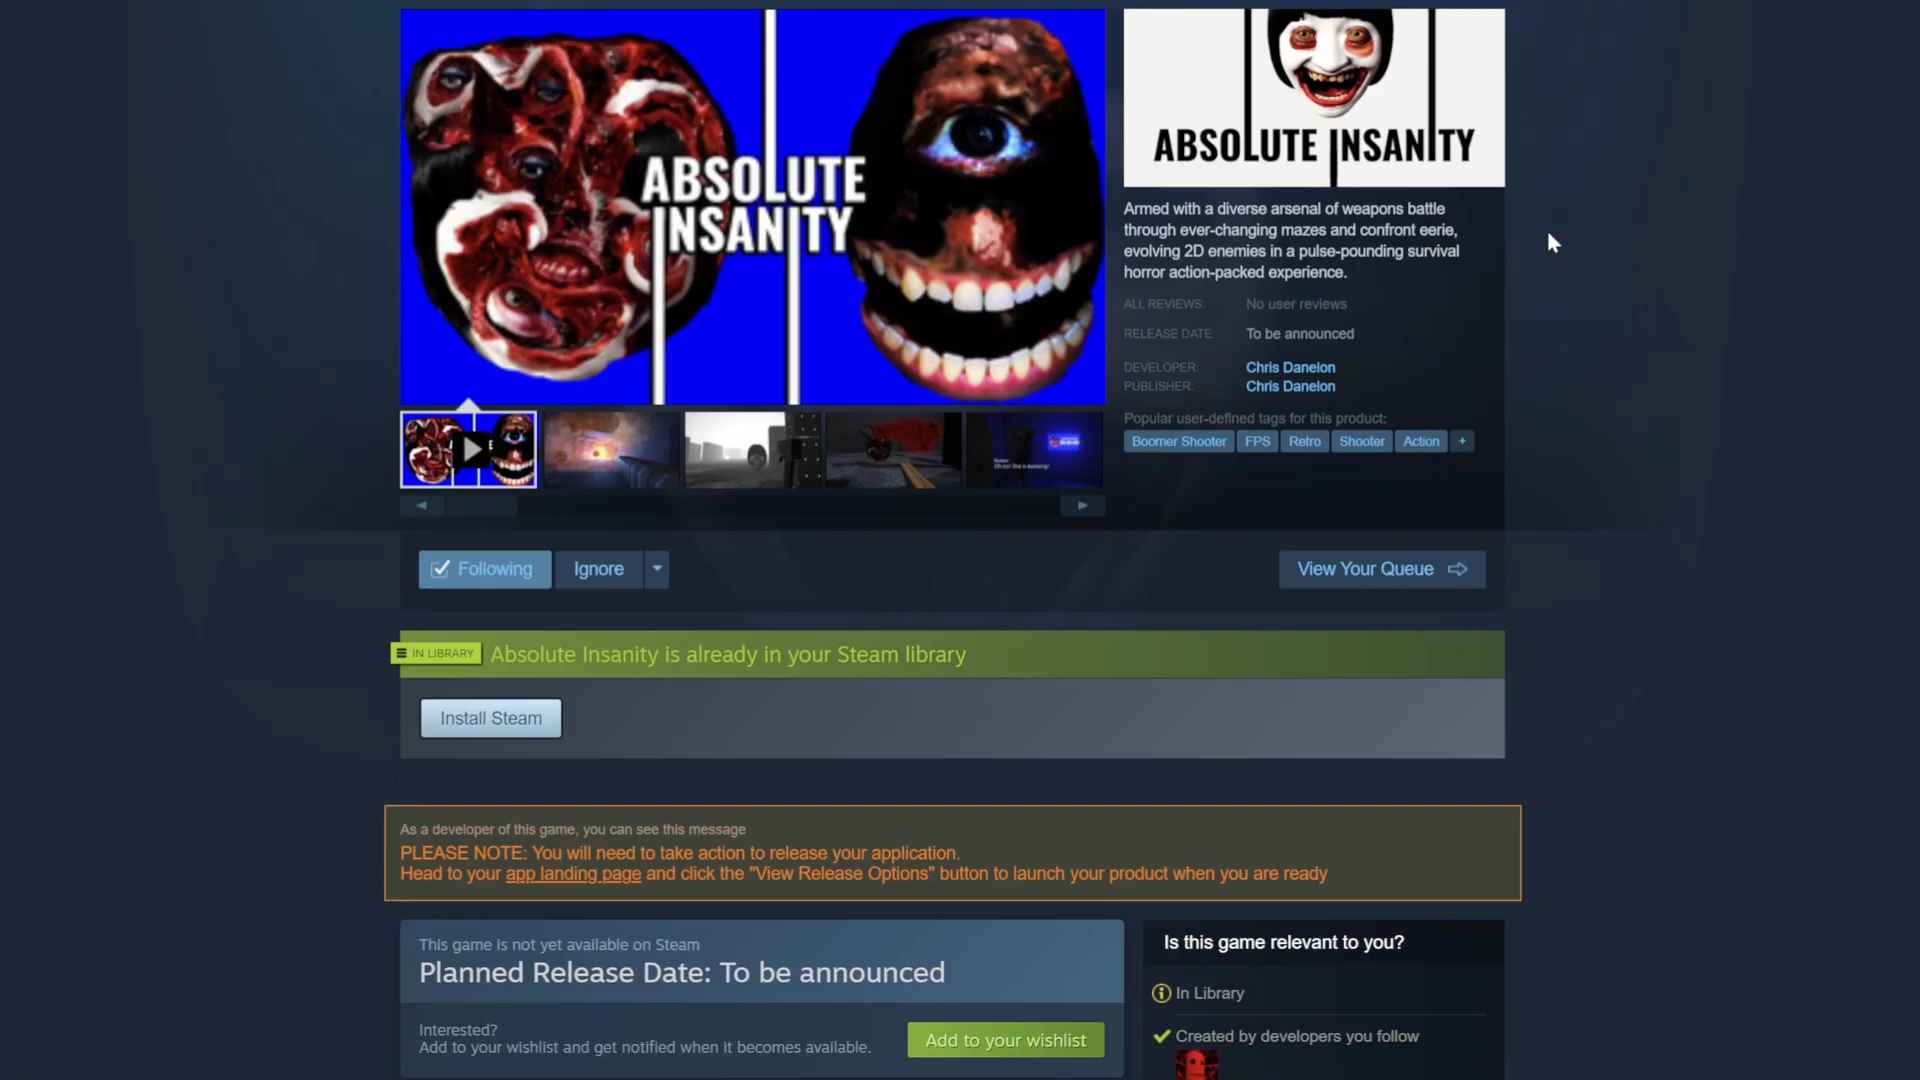 ABSOLUTE
INSANITY
ABSOLUTE INSANITY
Armed with a diverse arsenal of weapons battle
through ever-changing mazes and confront eerie,
evolving 2D enemies in a pulse-pounding survival
horror action-packed experience.
ALL REVIEWS: No user reviews
RELEASE DATE: To be announced
DEVELOPER: Chris Danelon
PUBLISHER: Chris Danelon
Popular user-defined tags for this product:
Boomer Shooter FPS Retro Shooter Action +
Following Ignore View Your Queue
IN LIBRARY Absolute Insanity is already in your Steam library
Install Steam
As a developer of this game, you can see this message
PLEASE NOTE: You will need to take action to release your application.
Head to your app landing page and click the "View Release Options" button to launch your product when you are ready
This game is not yet available on Steam
Planned Release Date: To be announced
Interested?
Add to your wishlist and get notified when it becomes available.
Add to your wishlist
Is this game relevant to you?
In Library
Created by developers you follow